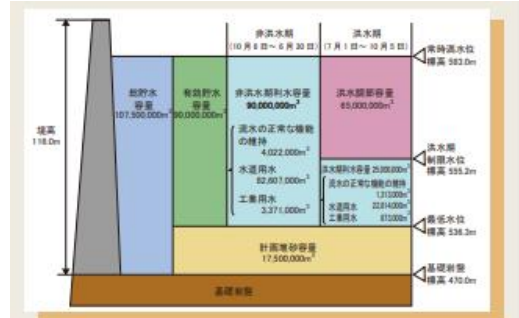 非洪水期
(10月6日～6月30日)
洪水期
(7月1日～10月5日)
常時満水位
標高 583.0m
総貯水
容量
107,500,000m³
有効貯水
容量
90,000,000m³
非洪水期利水容量
90,000,000m³
流水の正常な機能
の維持
4,022,000m³
水道用水
82,607,000m³
工業用水
3,371,000m³
洪水調節容量
65,000,000m³
堤高
118.0m
洪水期
制限水位
標高 555.2m
洪水期利水容量 25,000,000m³
流水の正常な機能の維持
1,313,000m³
水道用水 22,814,000m³
工業用水 873,000m³
最低水位
標高 536.3m
計画堆砂容量
17,500,000m³
基礎岩盤
標高 470.0m
基礎岩盤